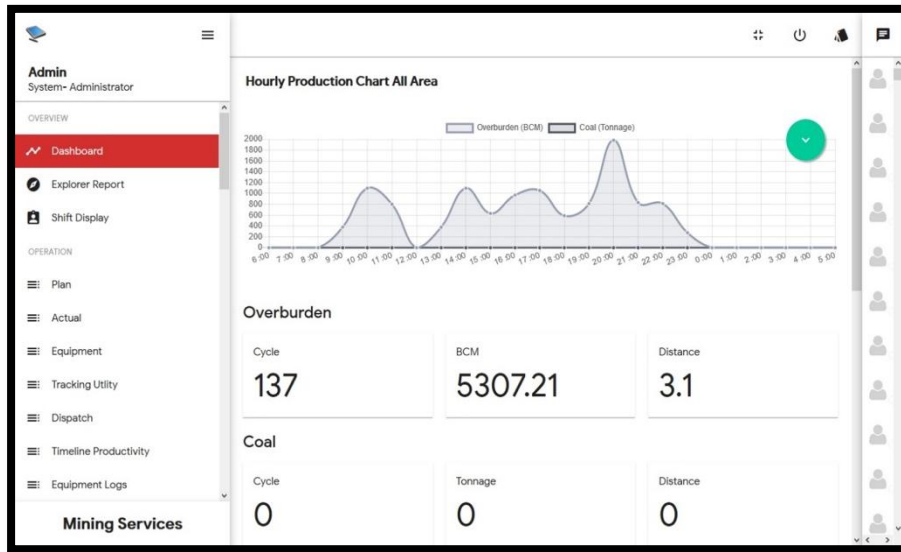 Admin
System- Administrator
OVERVIEW
Dashboard
Explorer Report
Shift Display
OPERATION
Plan
Actual
Equipment
Tracking Utlity
Dispatch
Timeline Productivity
Equipment Logs
Mining Services
Hourly Production Chart All Area
Overburden (BCM) Coal (Tonnage)
2000
1800
1600
1400
1200
1000
800
600
400
200
0
6:00 7:00 8:00 9:00 10:00 11:00 12:00 13:00 14:00 15:00 16:00 17:00 18:00 19:00 20:00 21:00 22:00 23:00 0:00 1:00 2:00 3:00 4:00 5:00
Overburden
Cycle BCM Distance
137 5307.21 3.1
Coal
Cycle Tonnage Distance
0 0 0